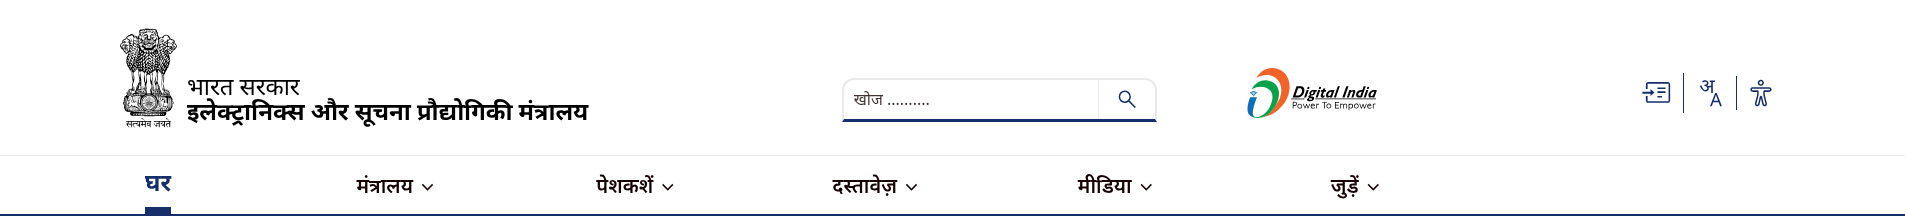 भारत सरकार
इलेक्ट्रानिक्स और सूचना प्रौद्योगिकी मंत्रालय
सत्यमेव जयते
खोज ..........
Digital India
Power To Empower
अ
A
घर
मंत्रालय
पेशकशें
दस्तावेज़
मीडिया
जुड़ें